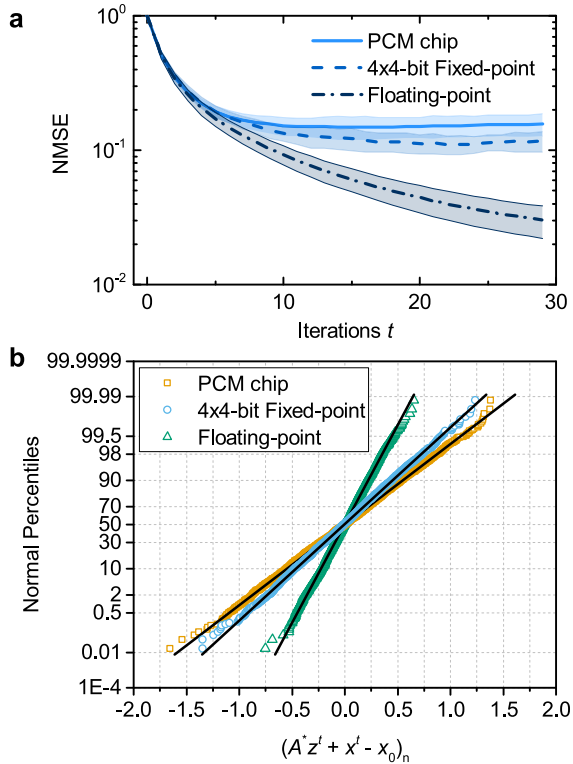 a
10^0
10^-1
10^-2
NMSE
PCM chip
4x4-bit Fixed-point
Floating-point
0 10 20 30
Iterations t
b
99.9999
99.99
99.5
98
90
70
50
30
10
2
0.5
0.01
1E-4
Normal Percentiles
PCM chip
4x4-bit Fixed-point
Floating-point
-2.0 -1.5 -1.0 -0.5 0.0 0.5 1.0 1.5 2.0
(A^*z^t + x^t - x_0)_n